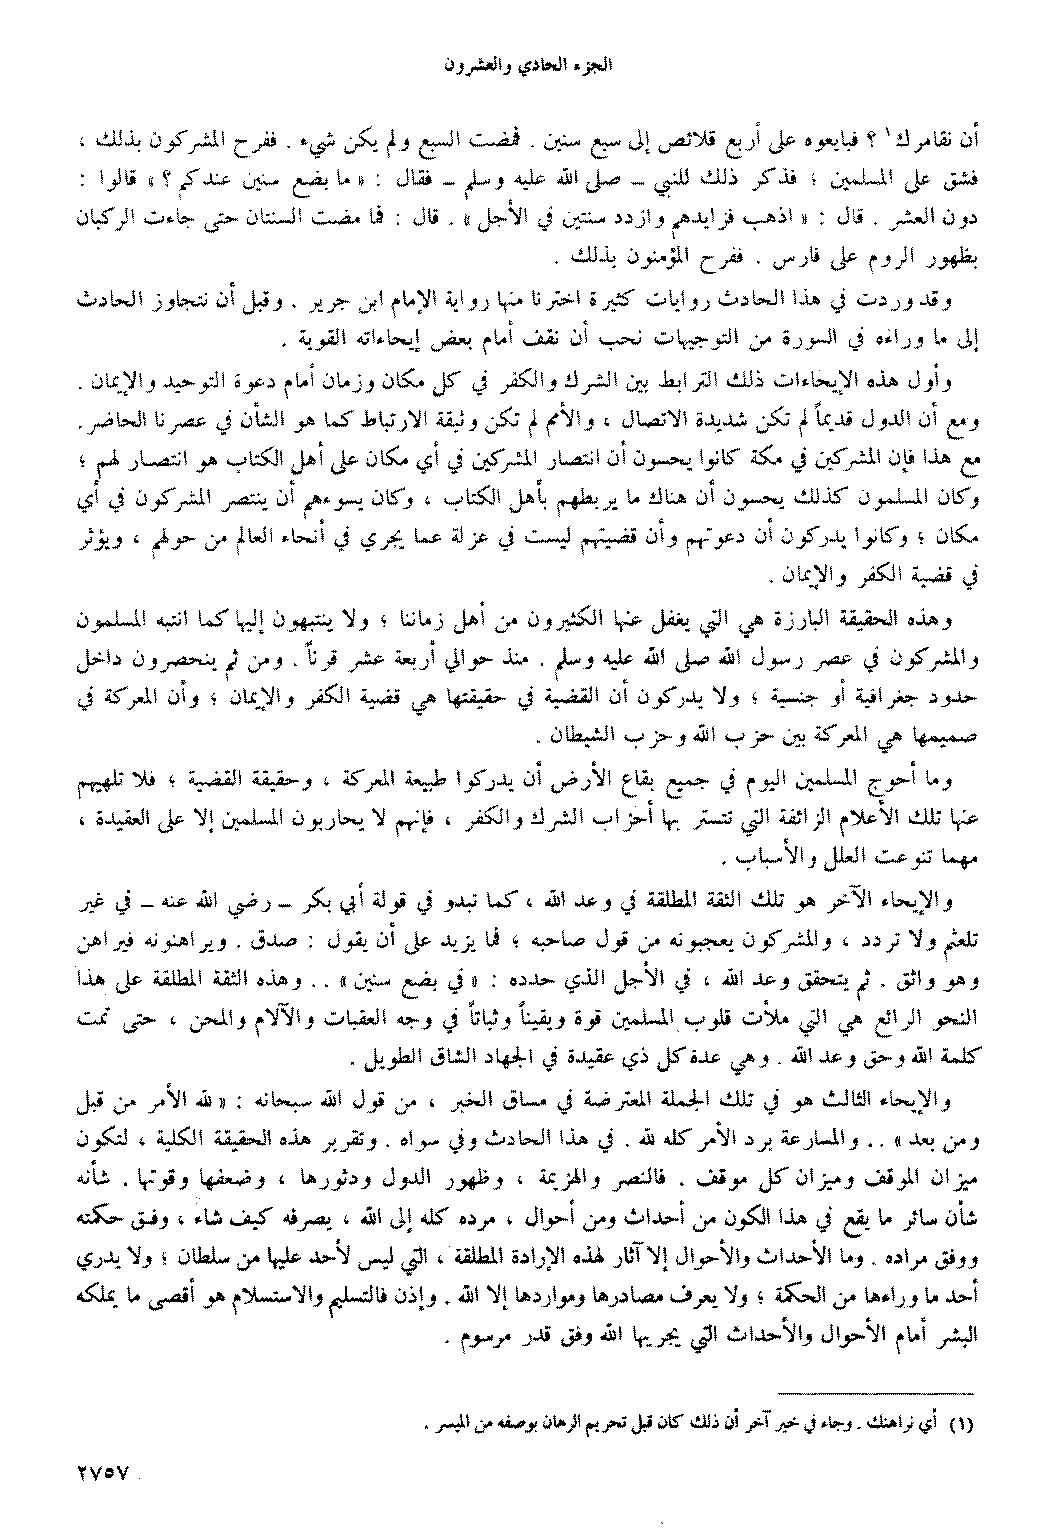 الجزء الحادي والعشرون
أن نقامرك١ ؟ فبايعوه على أربع قلائص إلى سبع سنين . فمضت السبع ولم يكن شيء . ففرح المشركون بذلك ،
فشق على المسلمين ؛ فذكر ذلك للنبي – صلى الله عليه وسلم – فقال : « ما بضع سنين عندكم ؟ » قالوا :
دون العشر . قال : « اذهب فزايدهم وازدد سنتين في الأجل » . قال : فما مضت السنتان حتى جاءت الركبان
بظهور الروم على فارس . ففرح المؤمنون بذلك .
وقد وردت في هذا الحادث روايات كثيرة اخترنا منها رواية الإمام ابن جرير . وقبل أن نتجاوز الحادث
إلى ما وراءه في السورة من التوجيهات نحب أن نقف أمام بعض إيحاءاته القوية .
وأول هذه الإيحاءات ذلك الترابط بين الشرك والكفر في كل مكان وزمان أمام دعوة التوحيد والإيمان .
ومع أن الدول قديماً لم تكن شديدة الاتصال ، والأمم لم تكن وثيقة الارتباط كما هو الشأن في عصرنا الحاضر .
مع هذا فإن المشركين في مكة كانوا يحسون أن انتصار المشركين في أي مكان على أهل الكتاب هو انتصار لهم ؛
وكان المسلمون كذلك يحسون أن هناك ما يربطهم بأهل الكتاب ، وكان يسوءهم أن ينتصر المشركون في أي
مكان ؛ وكانوا يدركون أن دعوتهم وأن قضيتهم ليست في عزلة عما يجري في أنحاء العالم من حولهم ، ويؤثر
في قضية الكفر والإيمان .
وهذه الحقيقة البارزة هي التي يغفل عنها الكثيرون من أهل زماننا ؛ ولا ينتبهون إليها كما انتبه المسلمون
والمشركون في عصر رسول الله صلى الله عليه وسلم . منذ حوالي أربعة عشر قرناً . ومن ثم ينحصرون داخل
حدود جغرافية أو جنسية ؛ ولا يدركون أن القضية في حقيقتها هي قضية الكفر والإيمان ؛ وأن المعركة في
صميمها هي المعركة بين حزب الله وحزب الشيطان .
وما أحوج المسلمين اليوم في جميع بقاع الأرض أن يدركوا طبيعة المعركة ، وحقيقة القضية ؛ فلا تلهيهم
عنها تلك الأعلام الزائفة التي تتستر بها أحزاب الشرك والكفر ، فإنهم لا يحاربون المسلمين إلا على العقيدة ،
مهما تنوعت العلل والأسباب .
والإيحاء الآخر هو تلك الثقة المطلقة في وعد الله ، كما تبدو في قولة أبي بكر – رضي الله عنه – في غير
تلعثم ولا تردد ، والمشركون يعجبونه من قول صاحبه ؛ فما يزيد على أن يقول : صدق . ويراهنونه فيراهن
وهو واثق . ثم يتحقق وعد الله ، في الأجل الذي حدده : « في بضع سنين » .. وهذه الثقة المطلقة على هذا
النحو الرائع هي التي ملأت قلوب المسلمين قوة ويقيناً وثباتاً في وجه العقبات والآلام والمحن ، حتى تمت
كلمة الله وحق وعد الله . وهي عدة كل ذي عقيدة في الجهاد الشاق الطويل .
والإيحاء الثالث هو في تلك الجملة المعترضة في مساق الخبر ، من قول الله سبحانه : « لله الأمر من قبل
ومن بعد » .. والمسارعة برد الأمر كله لله . في هذا الحادث وفي سواه . وتقرير هذه الحقيقة الكلية ، لتكون
ميزان الموقف وميزان كل موقف . فالنصر والهزيمة ، وظهور الدول ودثورها ، وضعفها وقوتها . شأنه
شأن سائر ما يقع في هذا الكون من أحداث ومن أحوال ، مرده كله إلى الله ، يصرفه كيف شاء ، وفق حكمته
ووفق مراده . وما الأحداث والأحوال إلا آثار لهذه الإرادة المطلقة ، التي ليس لأحد عليها من سلطان ؛ ولا يدري
أحد ما وراءها من الحكمة ؛ ولا يعرف مصادرها ومواردها إلا الله . وإذن فالتسليم والاستسلام هو أقصى ما يملكه
البشر أمام الأحوال والأحداث التي يجريها الله وفق قدر مرسوم .
(١) أي نراهنك . وجاء في خبر آخر أن ذلك كان قبل تحريم الرهان بوصفه من الميسر .
٢٧٥٧